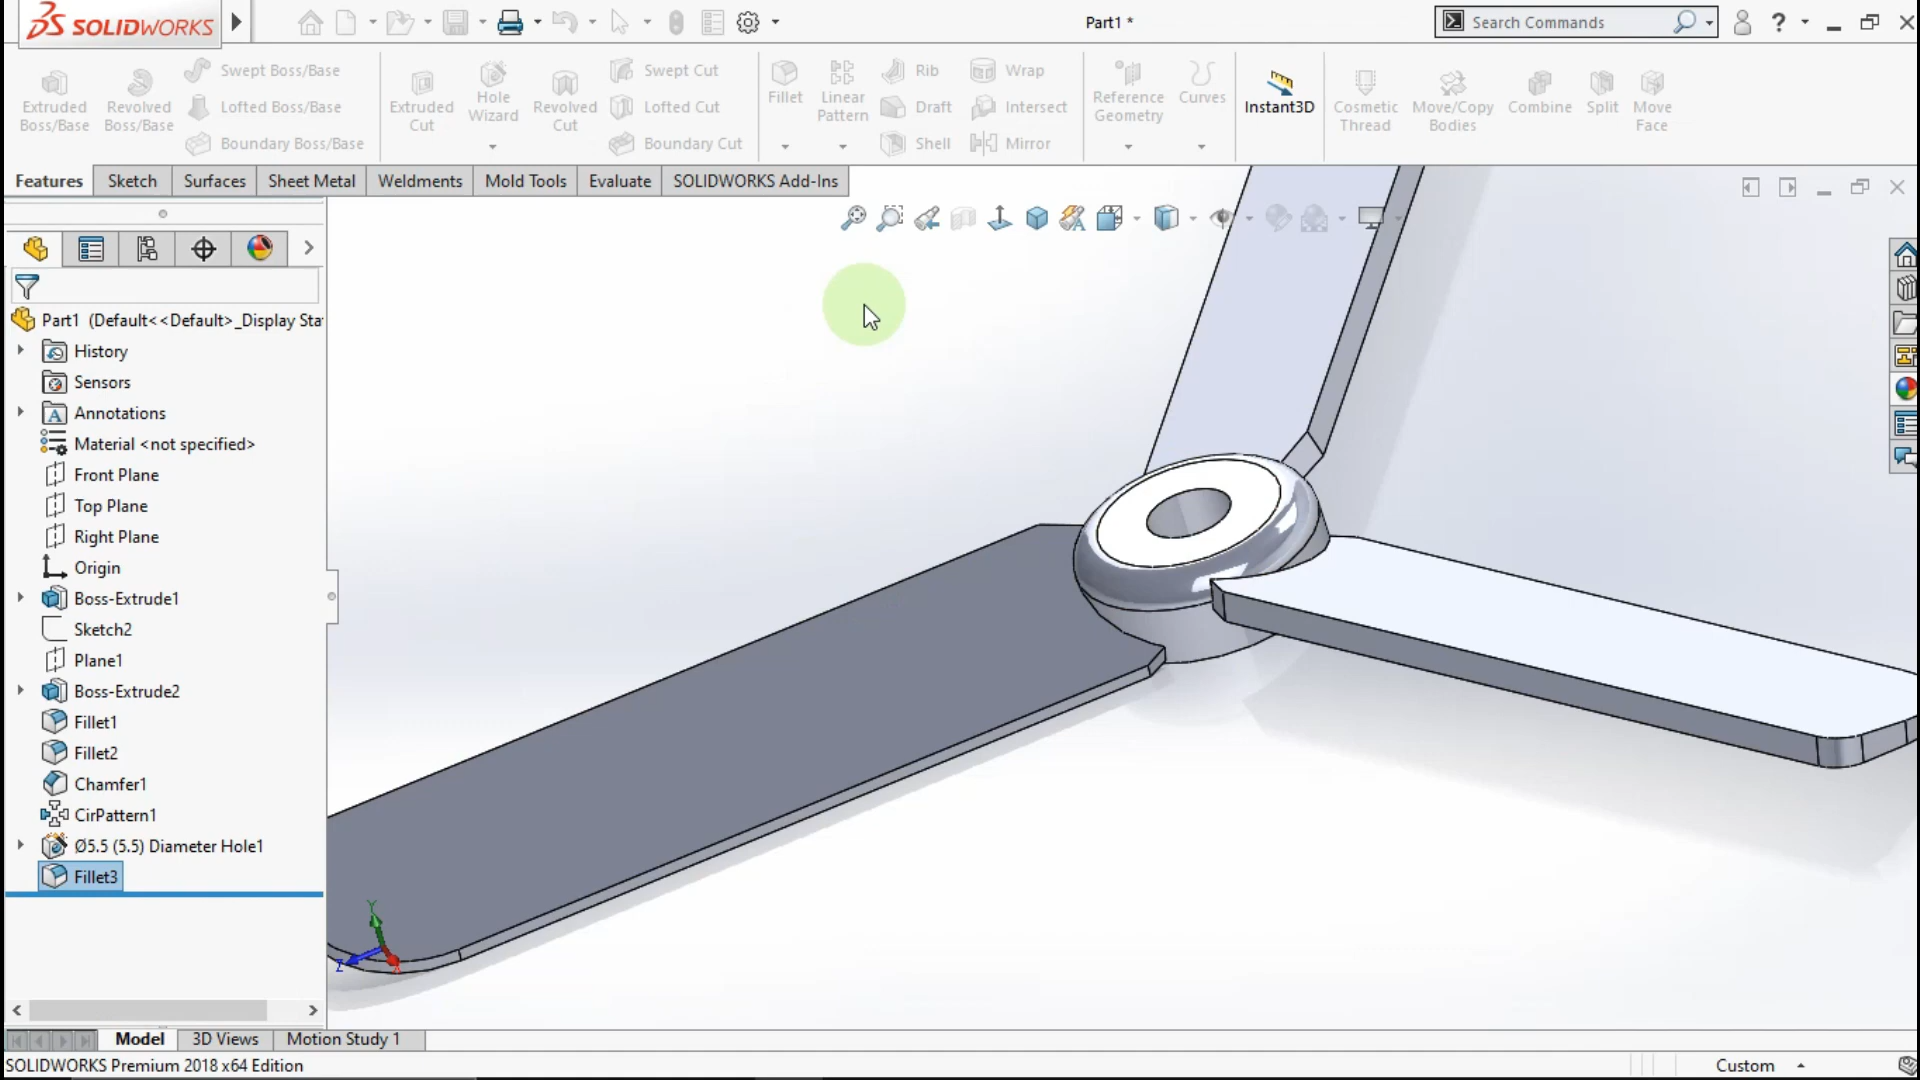 SOLIDWORKS
Part1 *
Search Commands
?
Extruded Boss/Base
Revolved Boss/Base
Swept Boss/Base
Lofted Boss/Base
Boundary Boss/Base
Extruded Cut
Hole Wizard
Revolved Cut
Swept Cut
Lofted Cut
Boundary Cut
Fillet
Linear Pattern
Rib
Draft
Shell
Wrap
Intersect
Mirror
Reference Geometry
Curves
Instant3D
Cosmetic Thread
Move/Copy Bodies
Combine
Split
Move Face
Features
Sketch
Surfaces
Sheet Metal
Weldments
Mold Tools
Evaluate
SOLIDWORKS Add-Ins
Part1 (Default<<Default>_Display Sta
History
Sensors
Annotations
Material <not specified>
Front Plane
Top Plane
Right Plane
Origin
Boss-Extrude1
Sketch2
Plane1
Boss-Extrude2
Fillet1
Fillet2
Chamfer1
CirPattern1
Ø5.5 (5.5) Diameter Hole1
Fillet3
Y
Z
X
Model
3D Views
Motion Study 1
SOLIDWORKS Premium 2018 x64 Edition
Custom